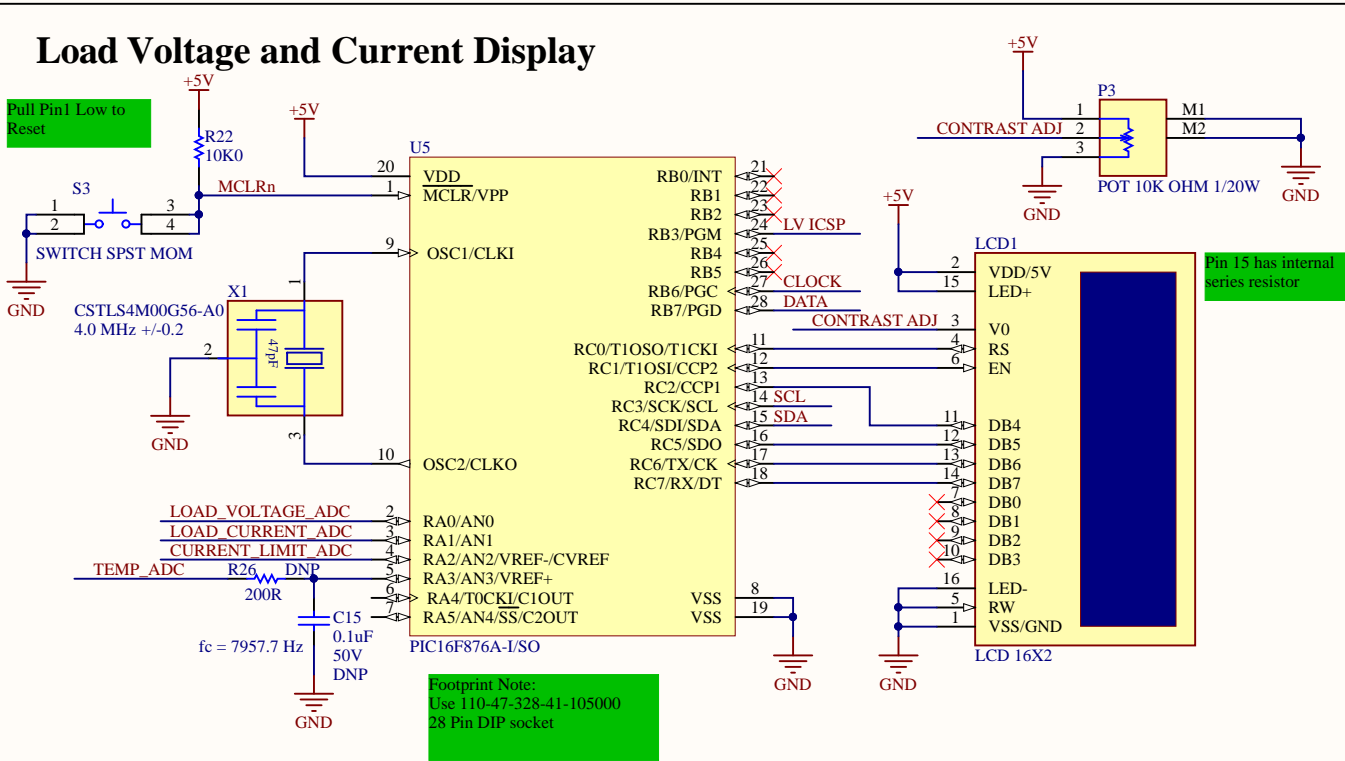 Load Voltage and Current Display
Pull Pin1 Low to
Reset
+5V
R22
10K0
S3
1
2
3
4
SWITCH SPST MOM
GND
MCLRn
+5V
X1
CSTLS4M00G56-A0
4.0 MHz +/-0.2
47pF
1
2
3
GND
LOAD_VOLTAGE_ADC
LOAD_CURRENT_ADC
CURRENT_LIMIT_ADC
TEMP_ADC
R26
DNP
200R
C15
0.1uF
50V
DNP
fc = 7957.7 Hz
GND
U5
20 VDD
1 MCLR/VPP
9 OSC1/CLKI
10 OSC2/CLKO
2 RA0/AN0
3 RA1/AN1
4 RA2/AN2/VREF-/CVREF
5 RA3/AN3/VREF+
6 RA4/T0CKI/C1OUT
7 RA5/AN4/SS/C2OUT
RB0/INT 21
RB1 22
RB2 23
RB3/PGM 24 LV ICSP
RB4 25
RB5 26
RB6/PGC 27 CLOCK
RB7/PGD 28 DATA
RC0/T1OSO/T1CKI 11
RC1/T1OSI/CCP2 12
RC2/CCP1 13
RC3/SCK/SCL 14 SCL
RC4/SDI/SDA 15 SDA
RC5/SDO 16
RC6/TX/CK 17
RC7/RX/DT 18
VSS 8
VSS 19
PIC16F876A-I/SO
GND
Footprint Note:
Use 110-47-328-41-105000
28 Pin DIP socket
+5V
P3
CONTRAST ADJ
1
2
3
M1
M2
POT 10K OHM 1/20W
GND
GND
+5V
LCD1
Pin 15 has internal
series resistor
2 VDD/5V
15 LED+
CONTRAST ADJ 3 V0
4 RS
6 EN
11 DB4
12 DB5
13 DB6
14 DB7
7 DB0
8 DB1
9 DB2
10 DB3
16 LED-
5 RW
1 VSS/GND
LCD 16X2
GND